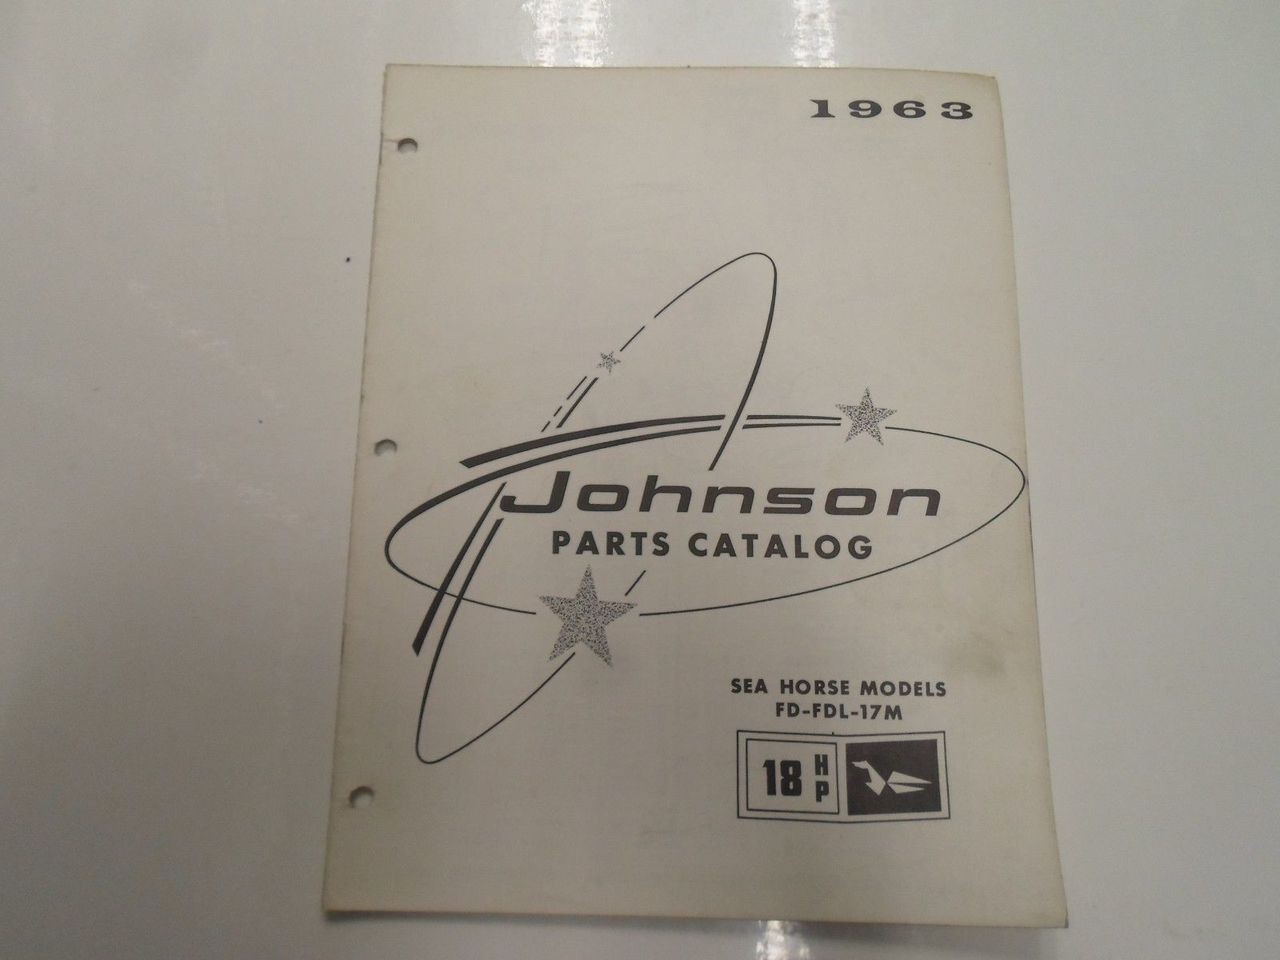 1963
Johnson
PARTS CATALOG
SEA HORSE MODELS
FD-FDL-17M
18 HP